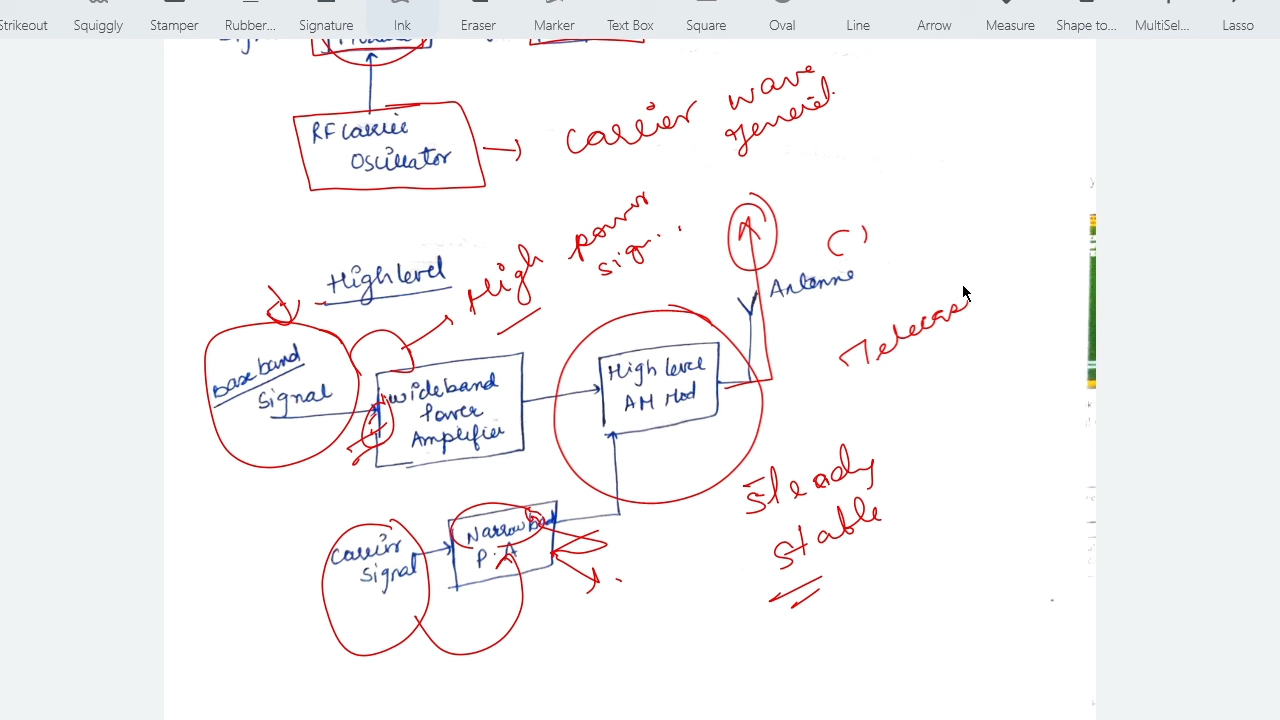 Strikeout Squiggly Stamper Rubber... Signature Ink Eraser Marker Text Box Square Oval Line Arrow Measure Shape to... MultiSel... Lasso
RF Carrier
Oscillator
Carrier wave
High level
High power
sig..
Antenna
Telecast
Baseband
Signal
Wideband
Power
Amplifier
High level
AM Mod
Steady
Stable
Carrier
Signal
Narrowband
P.A